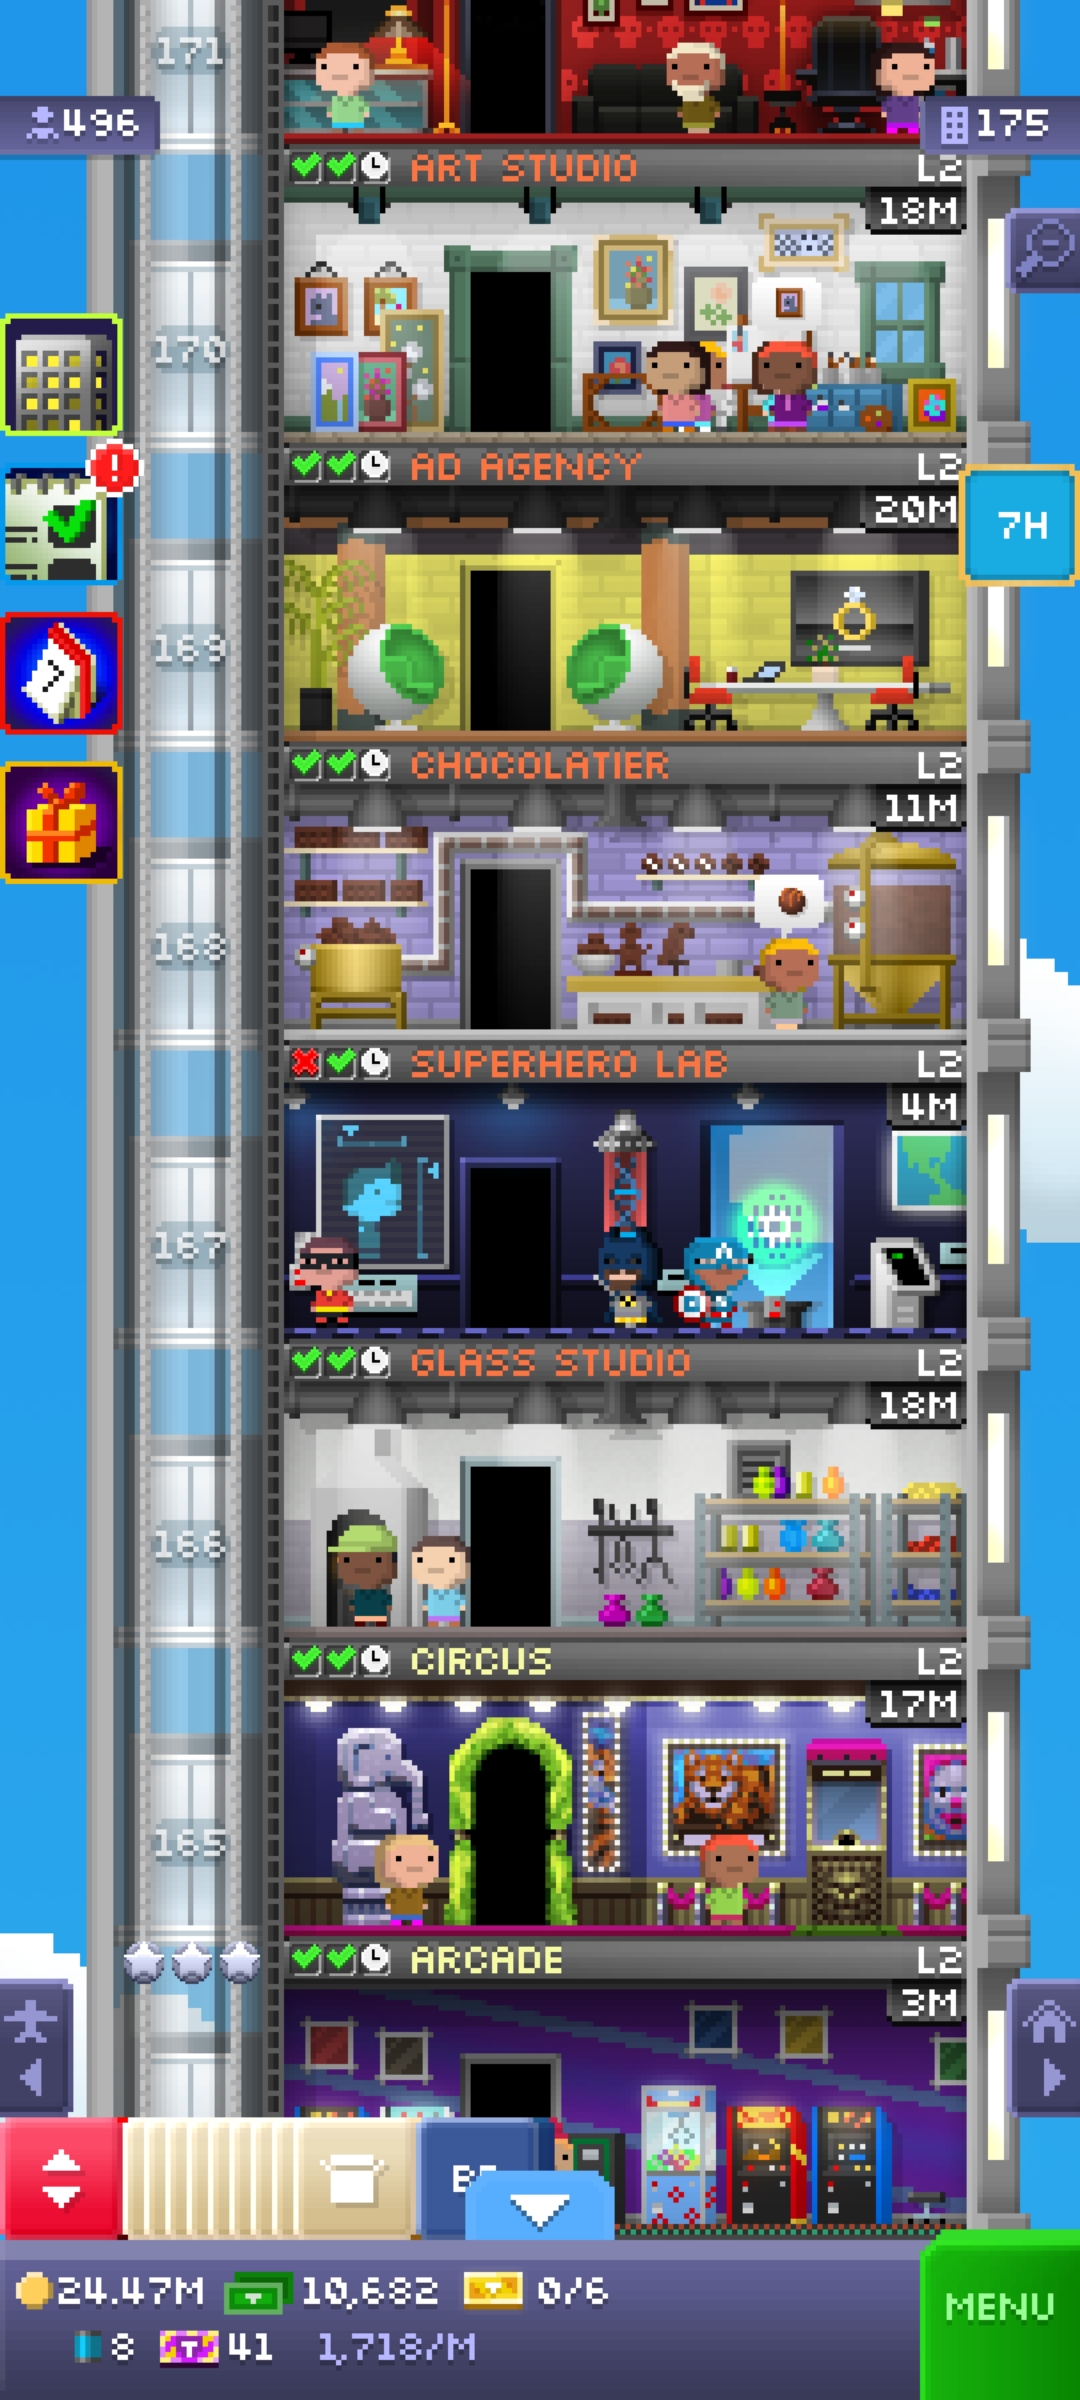 171
496
175
ART STUDIO L2
18M
170
AD AGENCY L2
20M
7H
169
CHOCOLATIER L2
11M
168
SUPERHERO LAB L2
4M
167
GLASS STUDIO L2
18M
166
CIRCUS L2
17M
165
ARCADE L2
3M
24.47M 10,682 0/6
MENU
8 41 1,718/M